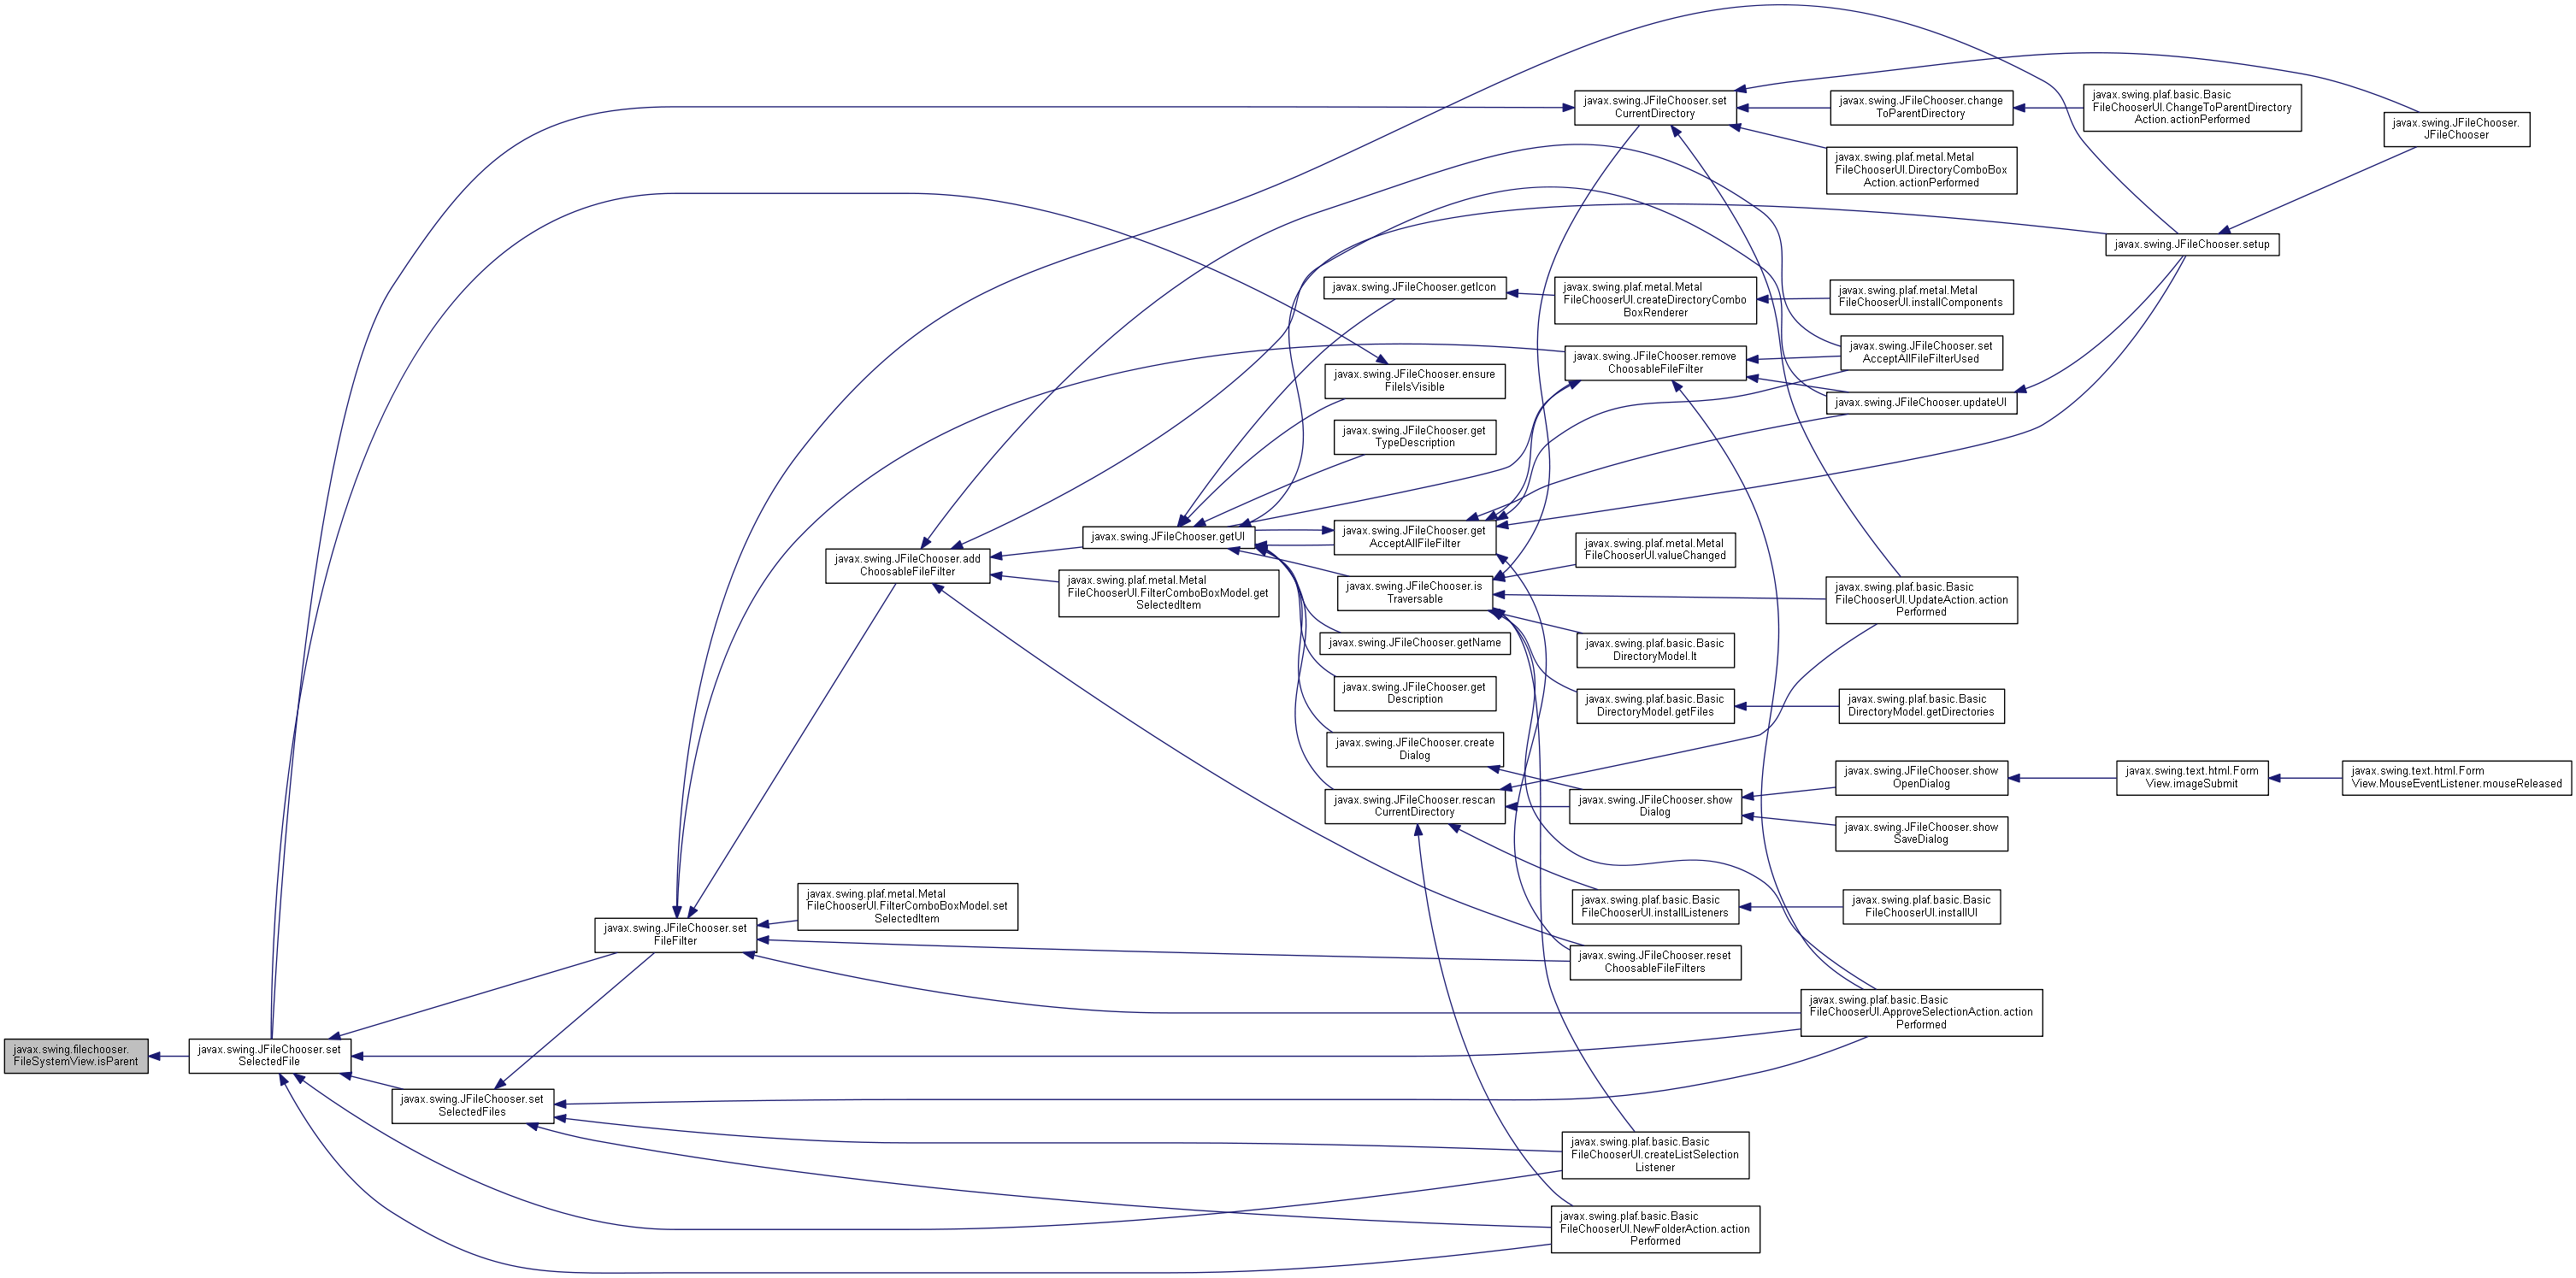 javax.swing.filechooser.
FileSystemView.isParent
javax.swing.JFileChooser.set
SelectedFile
javax.swing.JFileChooser.set
SelectedFiles
javax.swing.JFileChooser.set
FileFilter
javax.swing.plaf.metal.Metal
FileChooserUI.FilterComboBoxModel.set
SelectedItem
javax.swing.JFileChooser.add
ChoosableFileFilter
javax.swing.JFileChooser.getUI
javax.swing.plaf.metal.Metal
FileChooserUI.FilterComboBoxModel.get
SelectedItem
javax.swing.JFileChooser.getIcon
javax.swing.JFileChooser.ensure
FileIsVisible
javax.swing.JFileChooser.get
TypeDescription
javax.swing.JFileChooser.get
AcceptAllFileFilter
javax.swing.JFileChooser.is
Traversable
javax.swing.JFileChooser.getName
javax.swing.JFileChooser.get
Description
javax.swing.JFileChooser.create
Dialog
javax.swing.JFileChooser.rescan
CurrentDirectory
javax.swing.JFileChooser.set
CurrentDirectory
javax.swing.plaf.metal.Metal
FileChooserUI.createDirectoryCombo
BoxRenderer
javax.swing.JFileChooser.remove
ChoosableFileFilter
javax.swing.plaf.metal.Metal
FileChooserUI.valueChanged
javax.swing.plaf.basic.Basic
DirectoryModel.lt
javax.swing.plaf.basic.Basic
DirectoryModel.getFiles
javax.swing.JFileChooser.show
Dialog
javax.swing.plaf.basic.Basic
FileChooserUI.installListeners
javax.swing.JFileChooser.reset
ChoosableFileFilters
javax.swing.plaf.basic.Basic
FileChooserUI.createListSelection
Listener
javax.swing.plaf.basic.Basic
FileChooserUI.NewFolderAction.action
Performed
javax.swing.JFileChooser.change
ToParentDirectory
javax.swing.plaf.metal.Metal
FileChooserUI.DirectoryComboBox
Action.actionPerformed
javax.swing.plaf.metal.Metal
FileChooserUI.installComponents
javax.swing.JFileChooser.set
AcceptAllFileFilterUsed
javax.swing.JFileChooser.updateUI
javax.swing.plaf.basic.Basic
FileChooserUI.UpdateAction.action
Performed
javax.swing.plaf.basic.Basic
DirectoryModel.getDirectories
javax.swing.JFileChooser.show
OpenDialog
javax.swing.JFileChooser.show
SaveDialog
javax.swing.plaf.basic.Basic
FileChooserUI.installUI
javax.swing.plaf.basic.Basic
FileChooserUI.ApproveSelectionAction.action
Performed
javax.swing.plaf.basic.Basic
FileChooserUI.ChangeToParentDirectory
Action.actionPerformed
javax.swing.JFileChooser.setup
javax.swing.text.html.Form
View.imageSubmit
javax.swing.JFileChooser.
JFileChooser
javax.swing.text.html.Form
View.MouseEventListener.mouseReleased